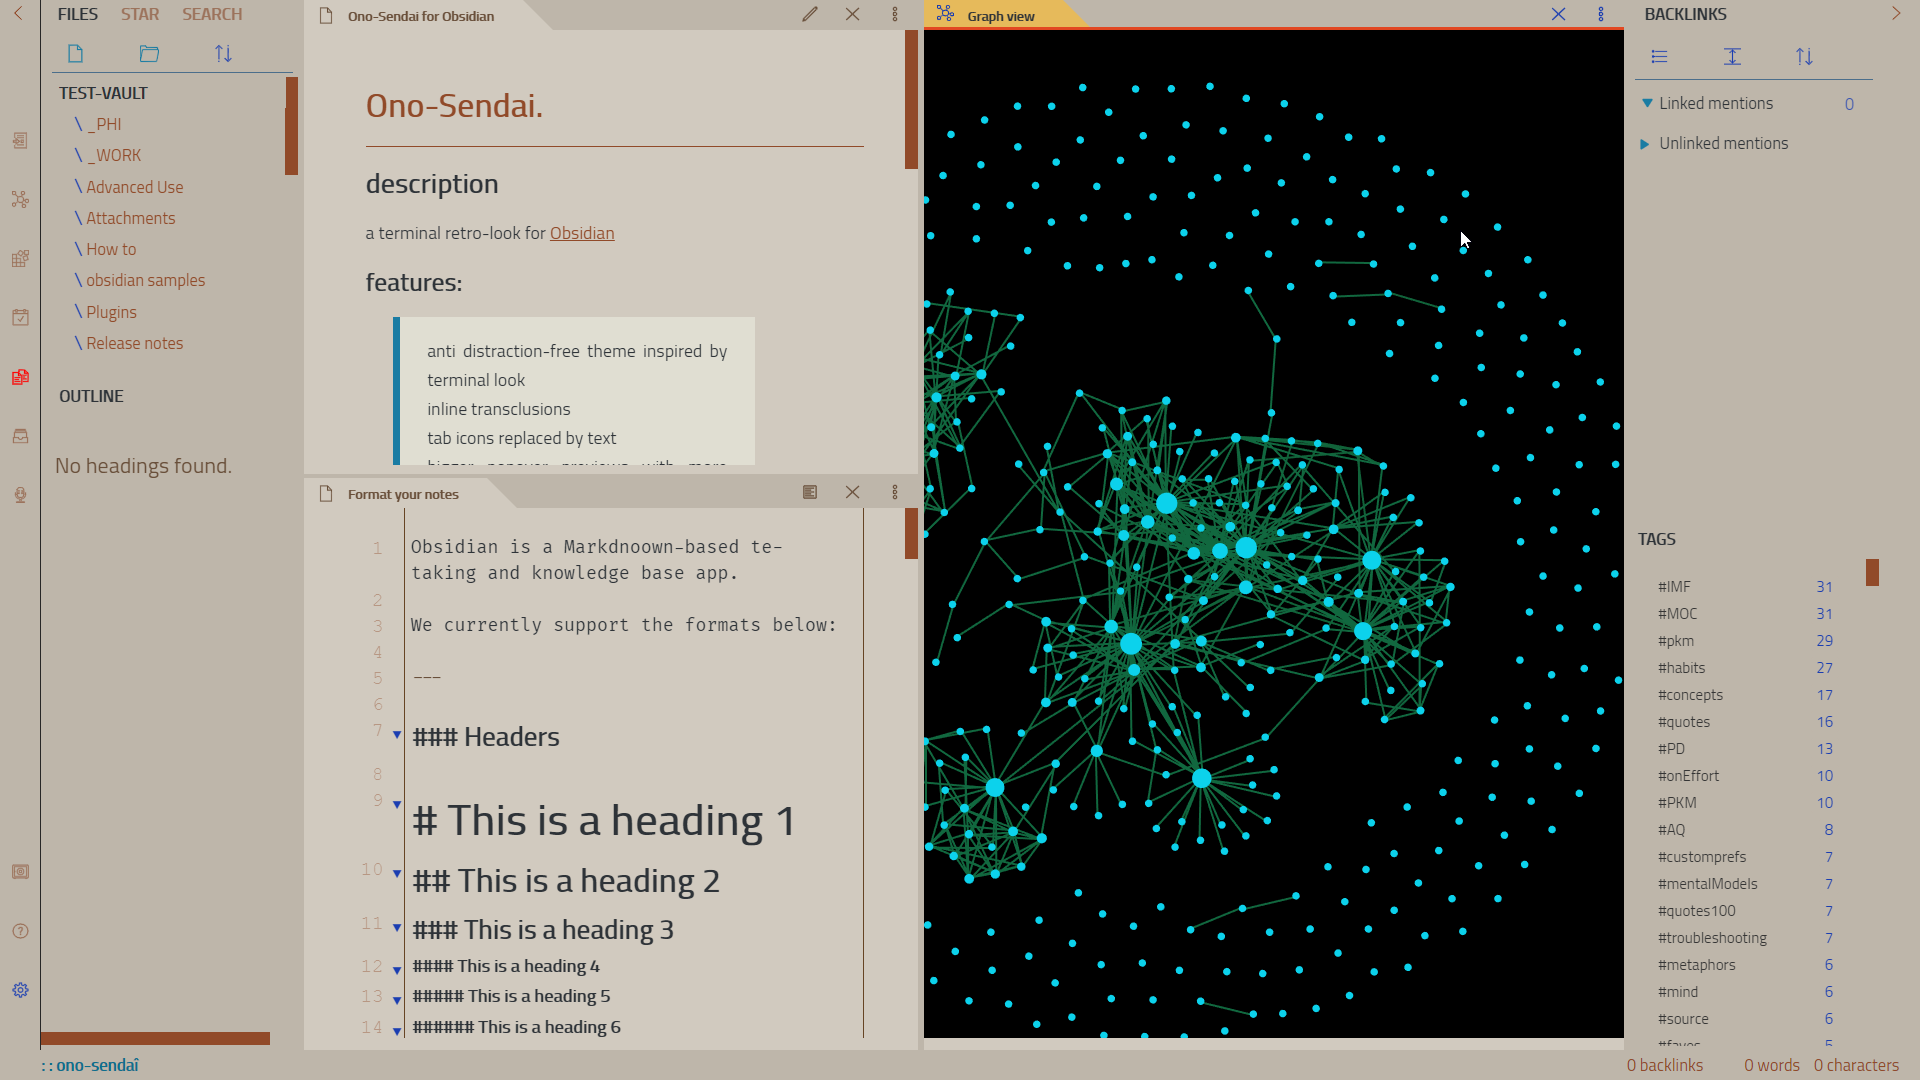 FILES STAR SEARCH
TEST-VAULT
\ _PHI
\ _WORK
\ Advanced Use
\ Attachments
\ How to
\ obsidian samples
\ Plugins
\ Release notes
OUTLINE
No headings found.
:: ono-sendaî
Ono-Sendai for Obsidian
Ono-Sendai.
description
a terminal retro-look for Obsidian
features:
anti distraction-free theme inspired by
terminal look
inline transclusions
tab icons replaced by text
bigger popover previews with more
Format your notes
1 Obsidian is a Markdnoown-based te-
taking and knowledge base app.
2
3 We currently support the formats below:
4
5 ---
6
7 ### Headers
8
9 # This is a heading 1
10 ## This is a heading 2
11 ### This is a heading 3
12 #### This is a heading 4
13 ##### This is a heading 5
14 ###### This is a heading 6
Graph view
BACKLINKS
Linked mentions 0
Unlinked mentions
TAGS
#IMF 31
#MOC 31
#pkm 29
#habits 27
#concepts 17
#quotes 16
#PD 13
#onEffort 10
#PKM 10
#AQ 8
#customprefs 7
#mentalModels 7
#quotes100 7
#troubleshooting 7
#metaphors 6
#mind 6
#source 6
#faves 5
0 backlinks 0 words 0 characters